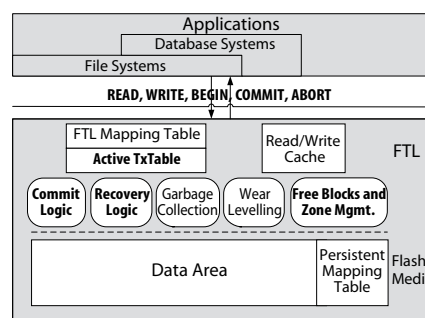 Applications
Database Systems
File Systems
READ, WRITE, BEGIN, COMMIT, ABORT
FTL Mapping Table
Active TxTable
Read/Write
Cache
FTL
Commit
Logic
Recovery
Logic
Garbage
Collection
Wear
Levelling
Free Blocks and
Zone Mgmt.
Data Area
Persistent
Mapping
Table
Flash
Medi